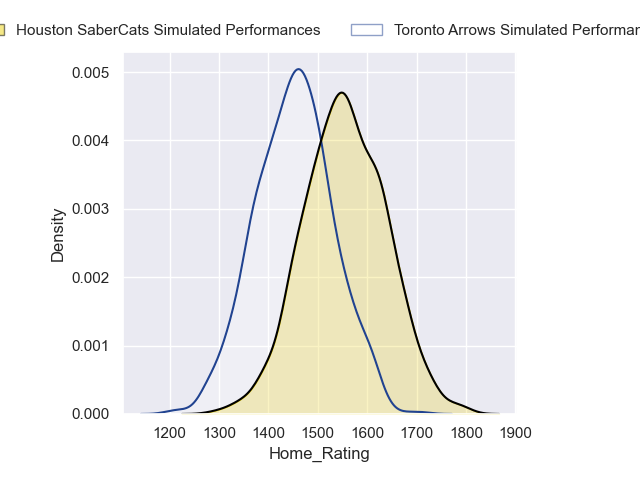 Houston SaberCats Simulated Performances Toronto Arrows Simulated
0.005
0.004
0.003
0.002
0.001
0.000
Density
1200 1300 1400 1500 1600 1700 1800 1900
Home_Rating